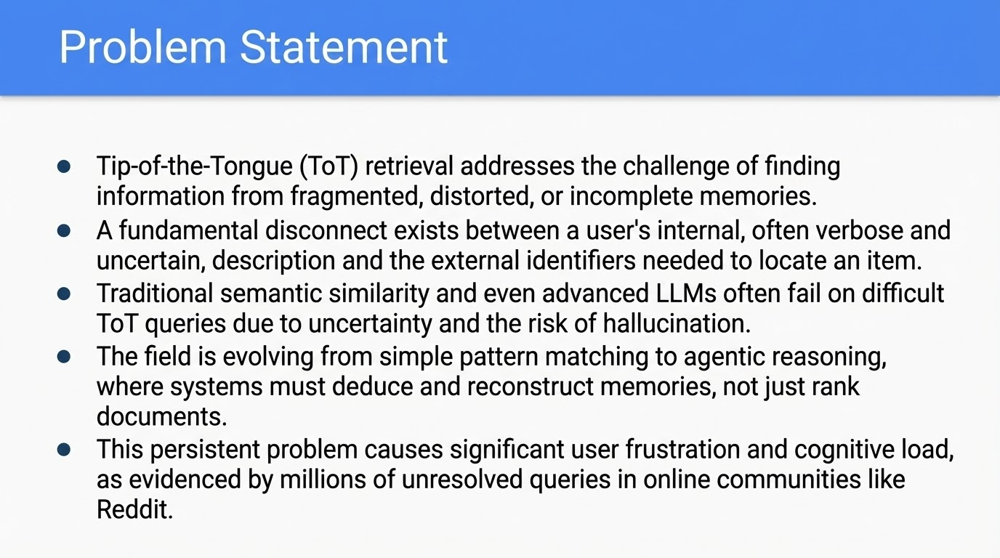 Problem Statement
● Tip-of-the-Tongue (ToT) retrieval addresses the challenge of finding
information from fragmented, distorted, or incomplete memories.
● A fundamental disconnect exists between a user's internal, often verbose and
uncertain, description and the external identifiers needed to locate an item.
● Traditional semantic similarity and even advanced LLMs often fail on difficult
ToT queries due to uncertainty and the risk of hallucination.
● The field is evolving from simple pattern matching to agentic reasoning,
where systems must deduce and reconstruct memories, not just rank
documents.
● This persistent problem causes significant user frustration and cognitive load,
as evidenced by millions of unresolved queries in online communities like
Reddit.